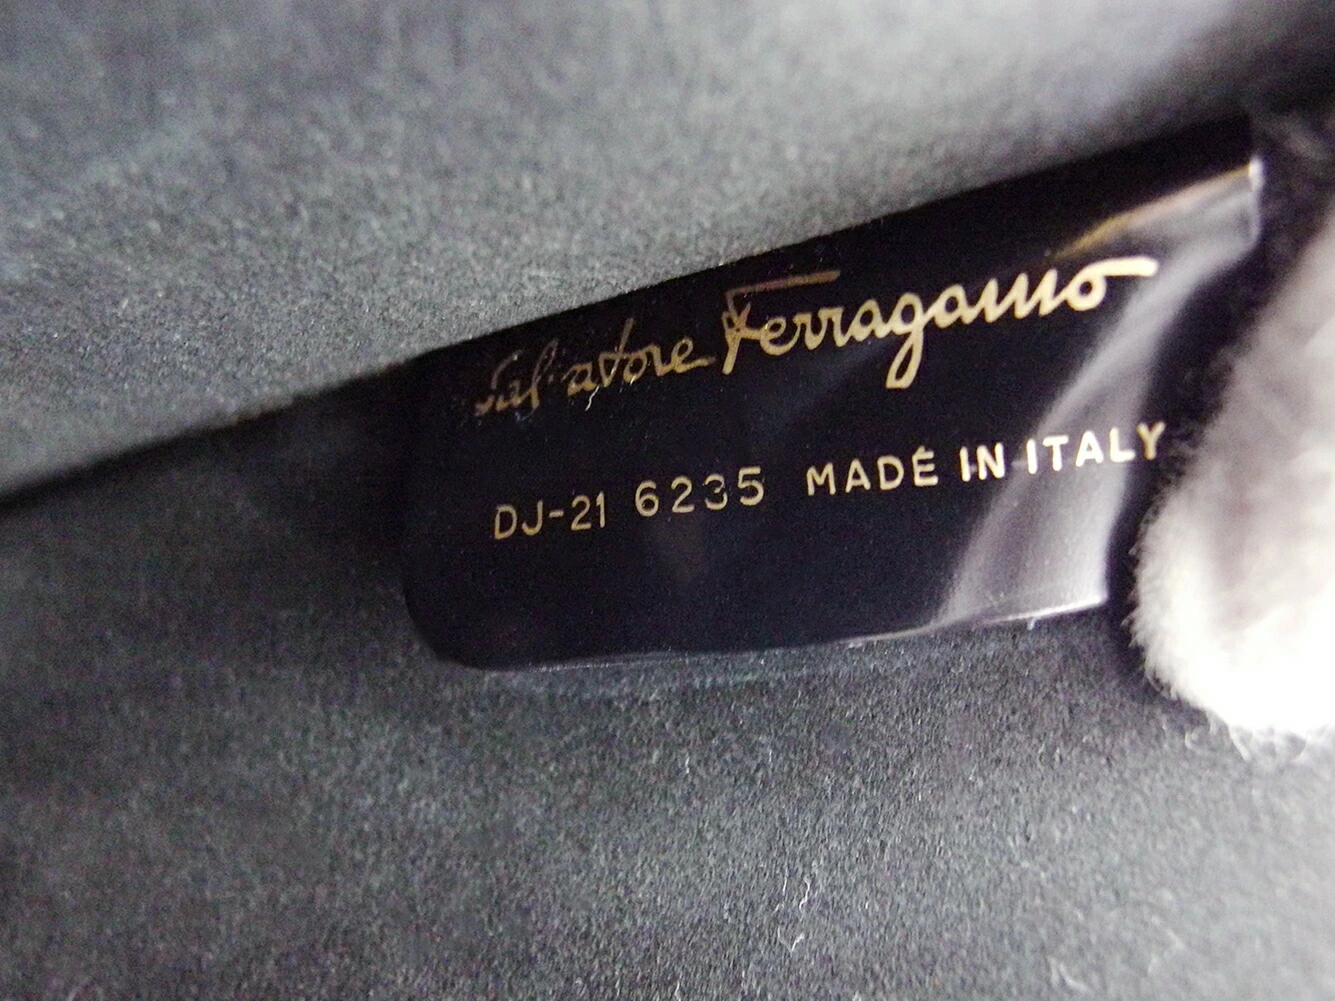 Salvatore Ferragamo
DJ-21 6235 MADE IN ITALY